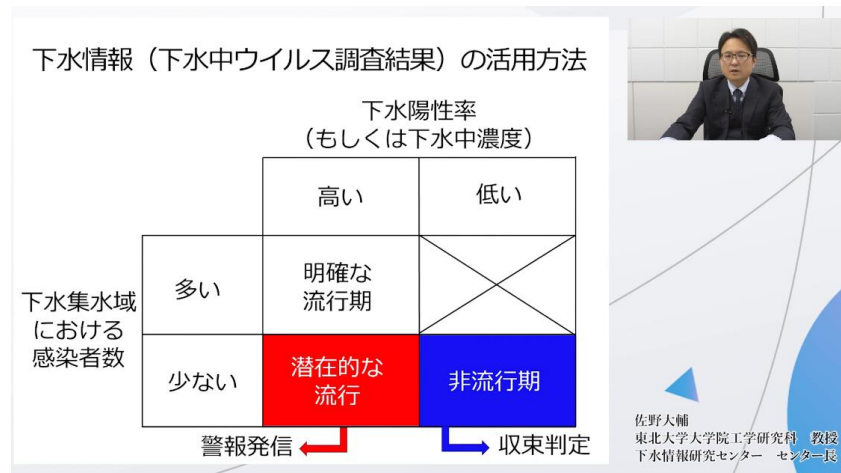 下水情報（下水中ウイルス調査結果）の活用方法
下水陽性率
（もしくは下水中濃度）
高い
低い
下水集水域
における
感染者数
多い
明確な
流行期
少ない
潜在的な
流行
非流行期
警報発信
収束判定
佐野大輔
東北大学大学院工学研究科 教授
下水情報研究センター センター長